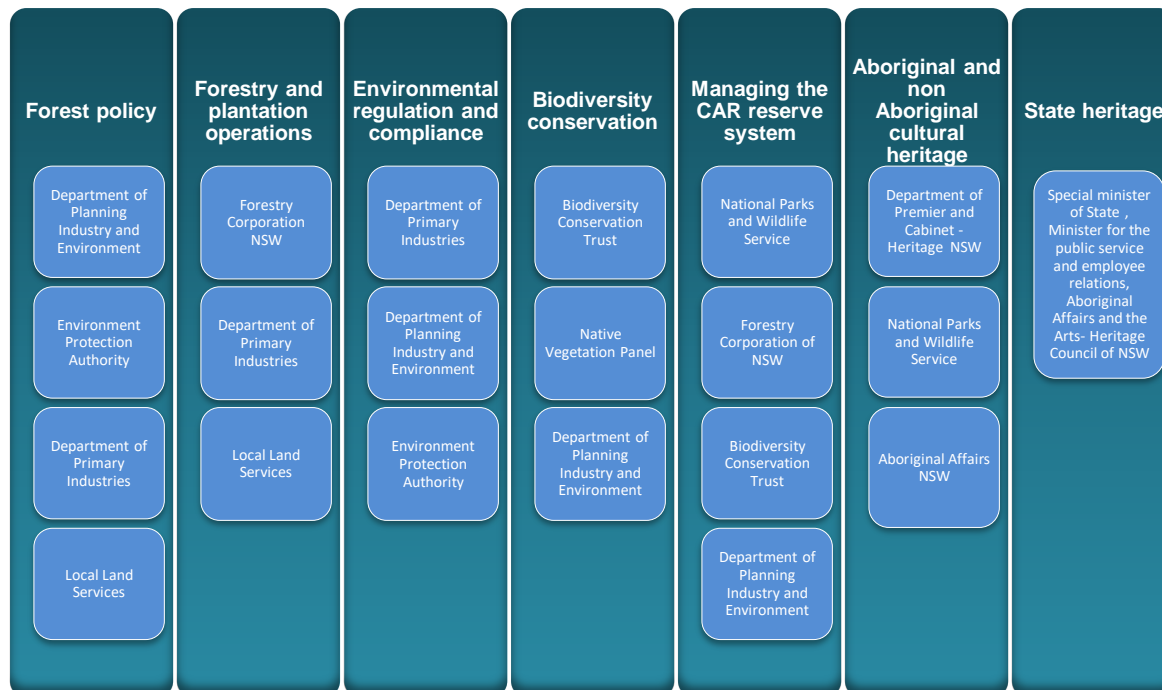 Forest policy
Department of
Planning
Industry and
Environment
Environment
Protection
Authority
Department of
Primary
Industries
Local Land
Services
Forestry and
plantation
operations
Forestry
Corporation
NSW
Department of
Primary
Industries
Local Land
Services
Environmental
regulation and
compliance
Department of
Primary
Industries
Department of
Planning
Industry and
Environment
Environment
Protection
Authority
Biodiversity
conservation
Biodiversity
Conservation
Trust
Native
Vegetation Panel
Department of
Planning
Industry and
Environment
Managing the
CAR reserve
system
National Parks
and Wildlife
Service
Forestry
Corporation of
NSW
Biodiversity
Conservation
Trust
Department of
Planning
Industry and
Environment
Aboriginal and
non
Aboriginal
cultural
heritage
Department of
Premier and
Cabinet -
Heritage NSW
National Parks
and Wildlife
Service
Aboriginal Affairs
NSW
State heritage
Special minister
of State ,
Minister for the
public service
and employee
relations,
Aboriginal
Affairs and the
Arts- Heritage
Council of NSW